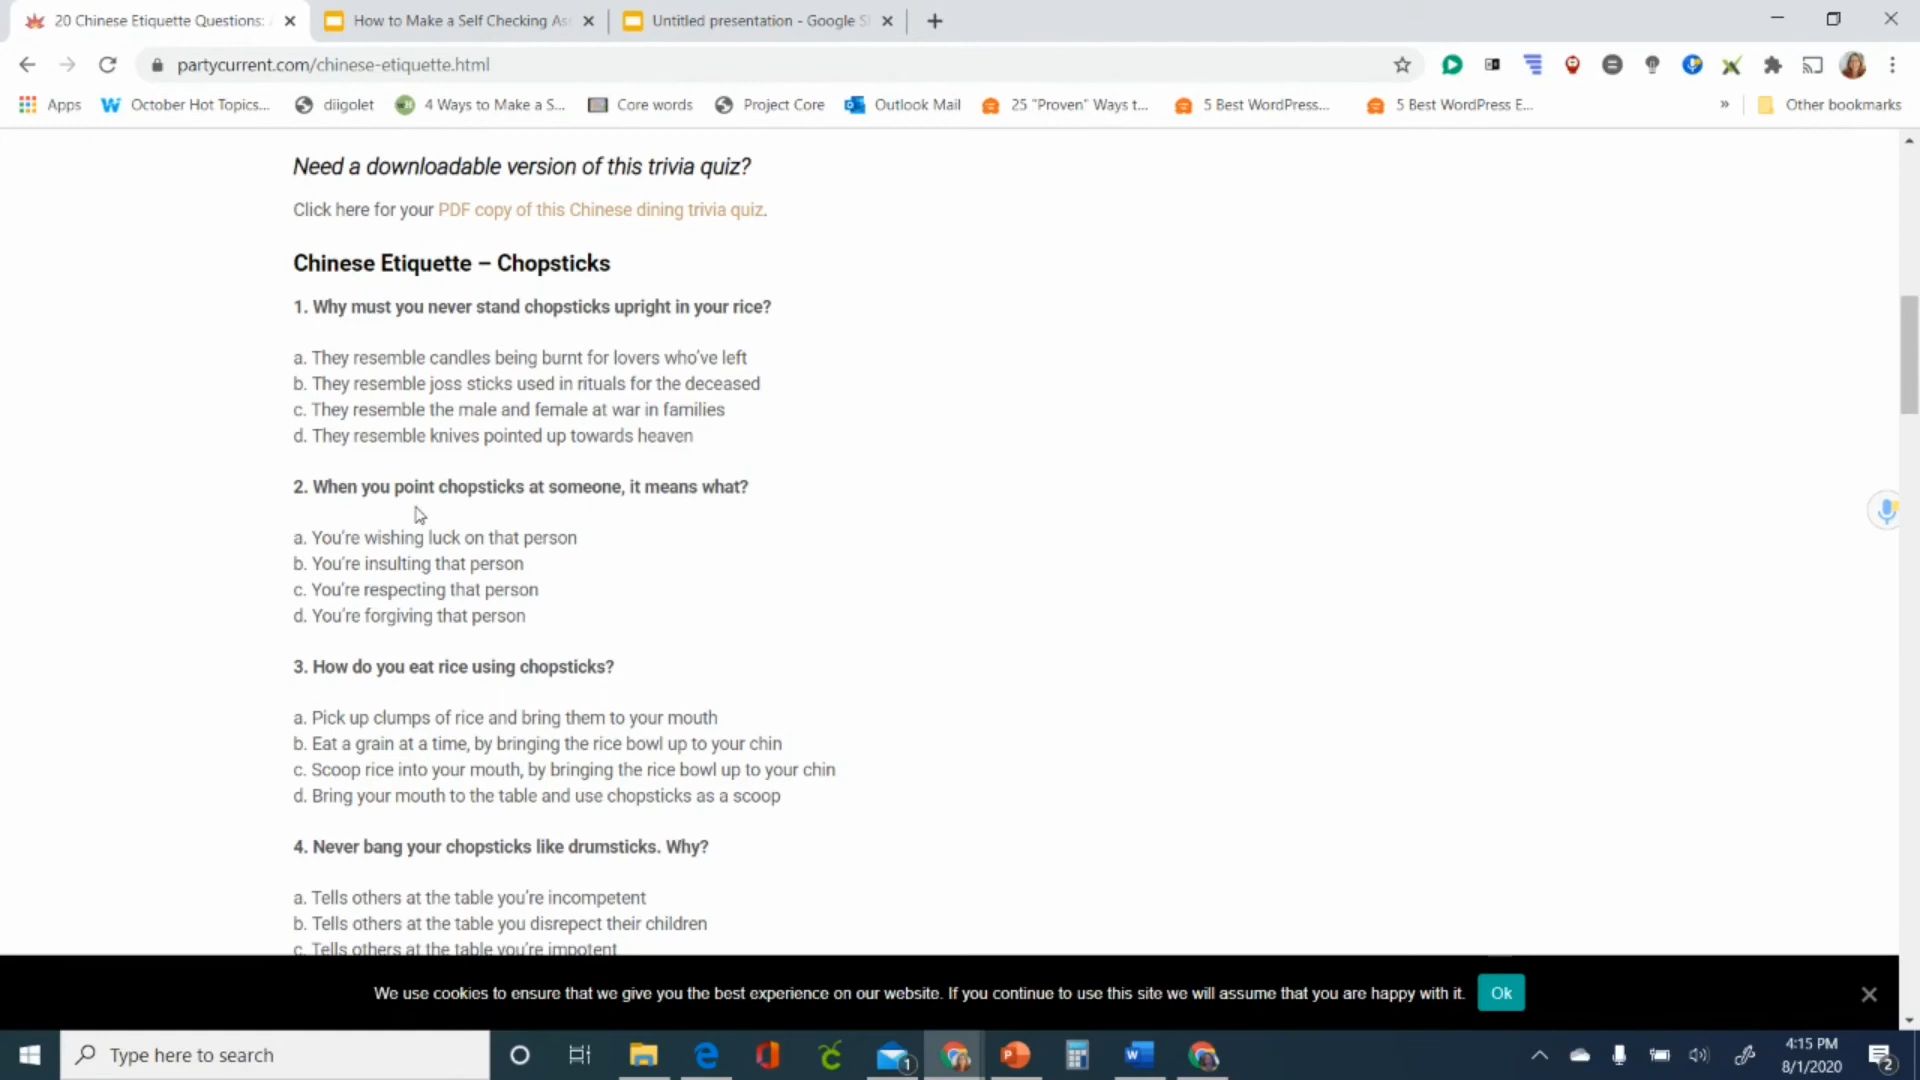 20 Chinese Etiquette Questions:
How to Make a Self Checking As
Untitled presentation - Google Sl
partycurrent.com/chinese-etiquette.html
Apps
October Hot Topics...
diigolet
4 Ways to Make a S...
Core words
Project Core
Outlook Mail
25 "Proven" Ways t...
5 Best WordPress...
5 Best WordPress E...
»
Other bookmarks
Need a downloadable version of this trivia quiz?
Click here for your PDF copy of this Chinese dining trivia quiz.
Chinese Etiquette – Chopsticks
1. Why must you never stand chopsticks upright in your rice?
a. They resemble candles being burnt for lovers who've left
b. They resemble joss sticks used in rituals for the deceased
c. They resemble the male and female at war in families
d. They resemble knives pointed up towards heaven
2. When you point chopsticks at someone, it means what?
a. You're wishing luck on that person
b. You're insulting that person
c. You're respecting that person
d. You're forgiving that person
3. How do you eat rice using chopsticks?
a. Pick up clumps of rice and bring them to your mouth
b. Eat a grain at a time, by bringing the rice bowl up to your chin
c. Scoop rice into your mouth, by bringing the rice bowl up to your chin
d. Bring your mouth to the table and use chopsticks as a scoop
4. Never bang your chopsticks like drumsticks. Why?
a. Tells others at the table you're incompetent
b. Tells others at the table you disrepect their children
c. Tells others at the table you're impotent
We use cookies to ensure that we give you the best experience on our website. If you continue to use this site we will assume that you are happy with it.
Ok
Type here to search
1
4:15 PM
8/1/2020
2